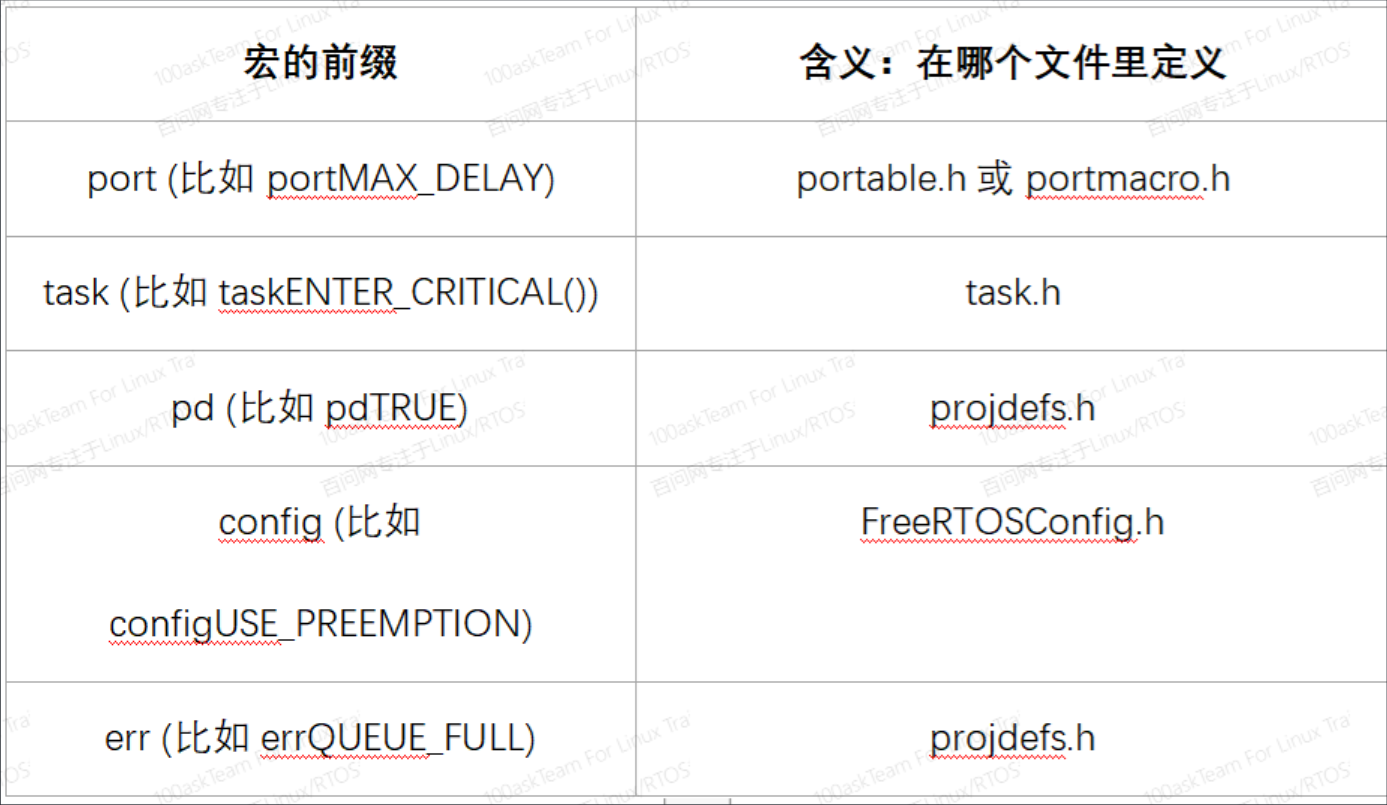 宏的前缀
含义：在哪个文件里定义
port (比如 portMAX_DELAY)
portable.h 或 portmacro.h
task (比如 taskENTER_CRITICAL())
task.h
pd (比如 pdTRUE)
projdefs.h
config (比如
configUSE_PREEMPTION)
FreeRTOSConfig.h
err (比如 errQUEUE_FULL)
projdefs.h
100askTeam For Linux Tra
百问网专注于Linux/RTOS